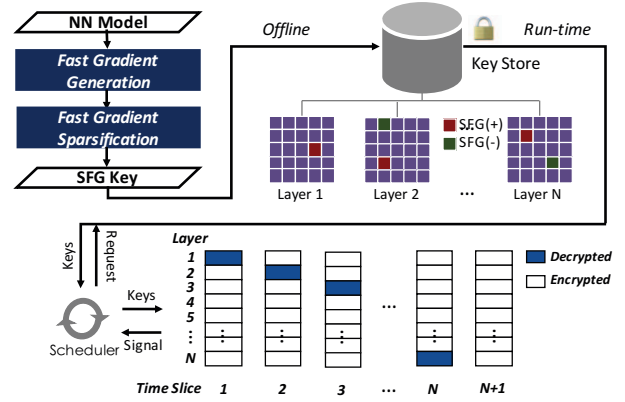 NN Model
Offline
Run-time
Fast Gradient
Generation
Key Store
Fast Gradient
Sparsification
SFG(+)
...
SFG(-)
SFG Key
Layer 1
Layer 2
...
Layer N
Keys
Request
Layer
1
2
3
4
5
N
Decrypted
Encrypted
...
Keys
Signal
Scheduler
Time Slice 1 2 3 ... N N+1